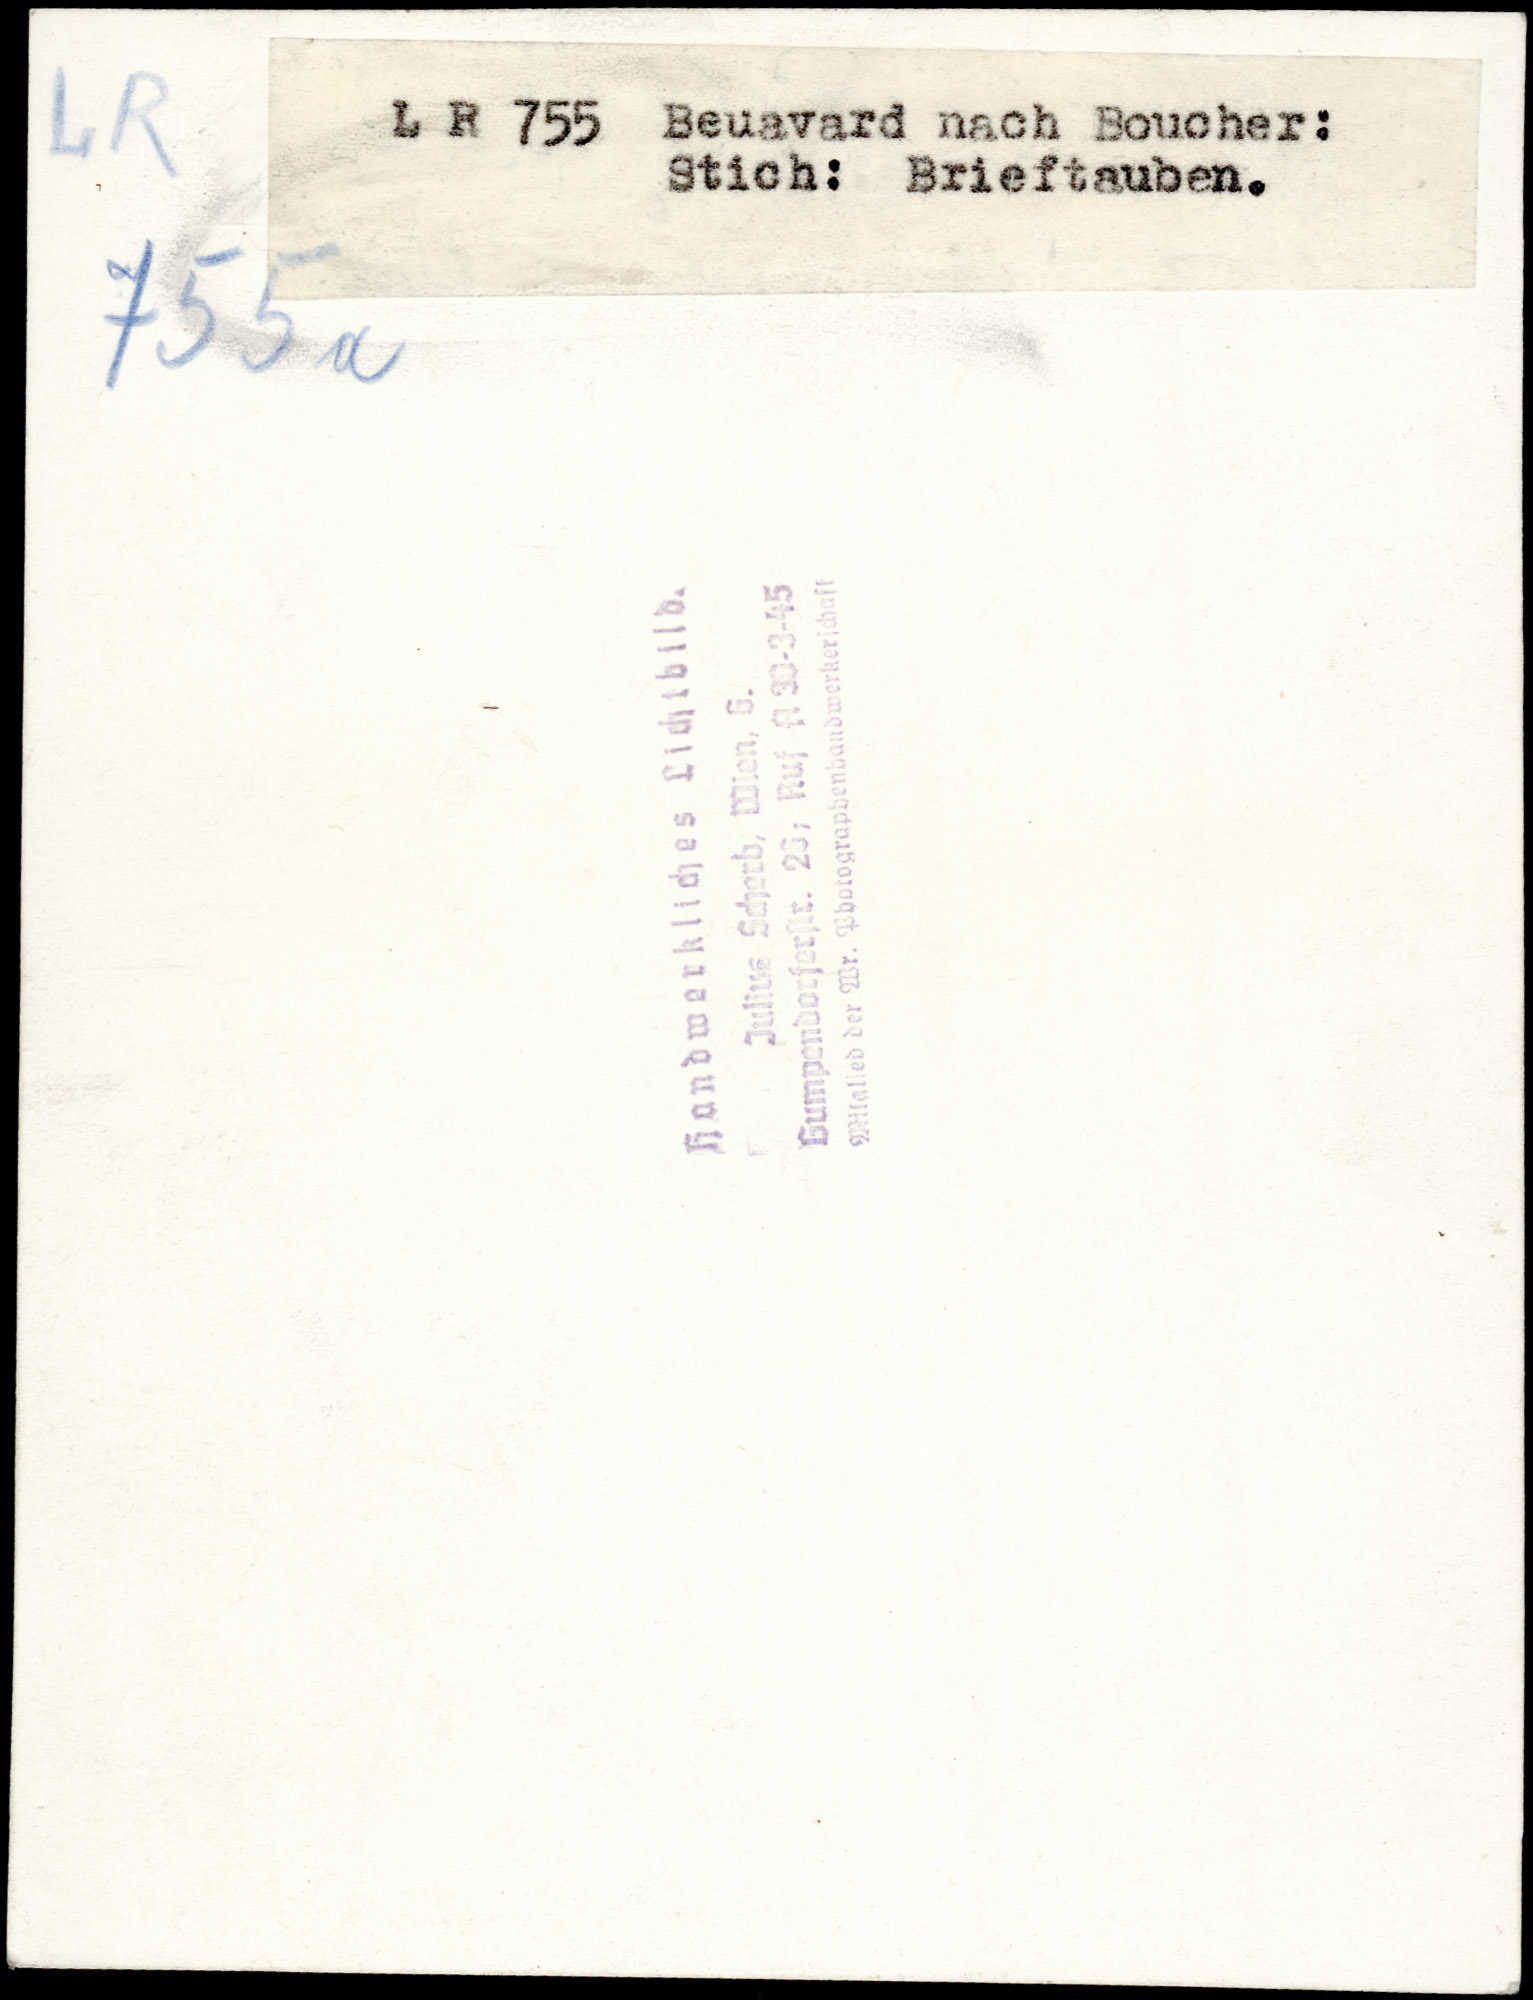 LR
755a
L R 755 Beuavard nach Boucher:
Stich: Brieftauben.
Handwerkliches Lichtbild.
Julius Scherb, Wien, 6.
Gumpendorferstr. 23; Ruf A 30-3-45
Mitglied der Wr. Photographenhandwerkerschaft